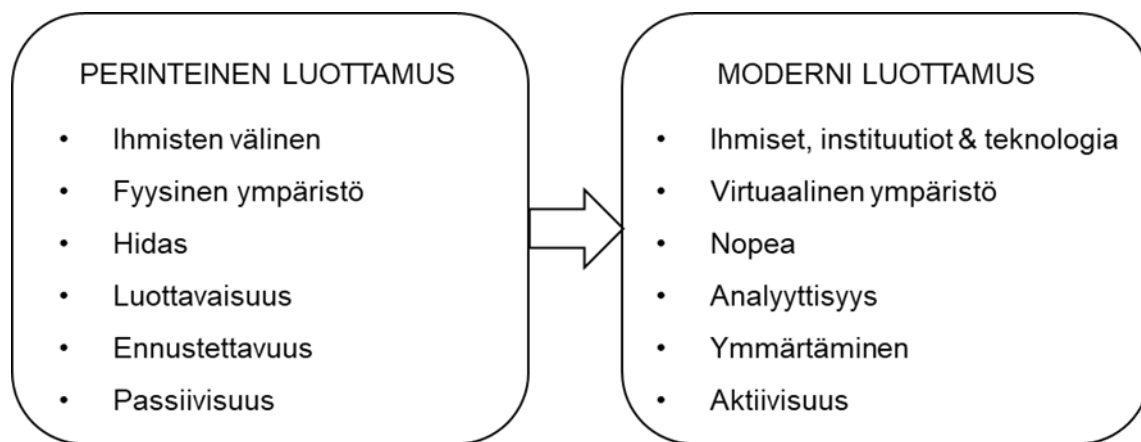 PERINTEINEN LUOTTAMUS
• Ihmisten välinen
• Fyysinen ympäristö
• Hidas
• Luottavaisuus
• Ennustettavuus
• Passiivisuus
MODERNI LUOTTAMUS
• Ihmiset, instituutiot & teknologia
• Virtuaalinen ympäristö
• Nopea
• Analyyttisyys
• Ymmärtäminen
• Aktiivisuus